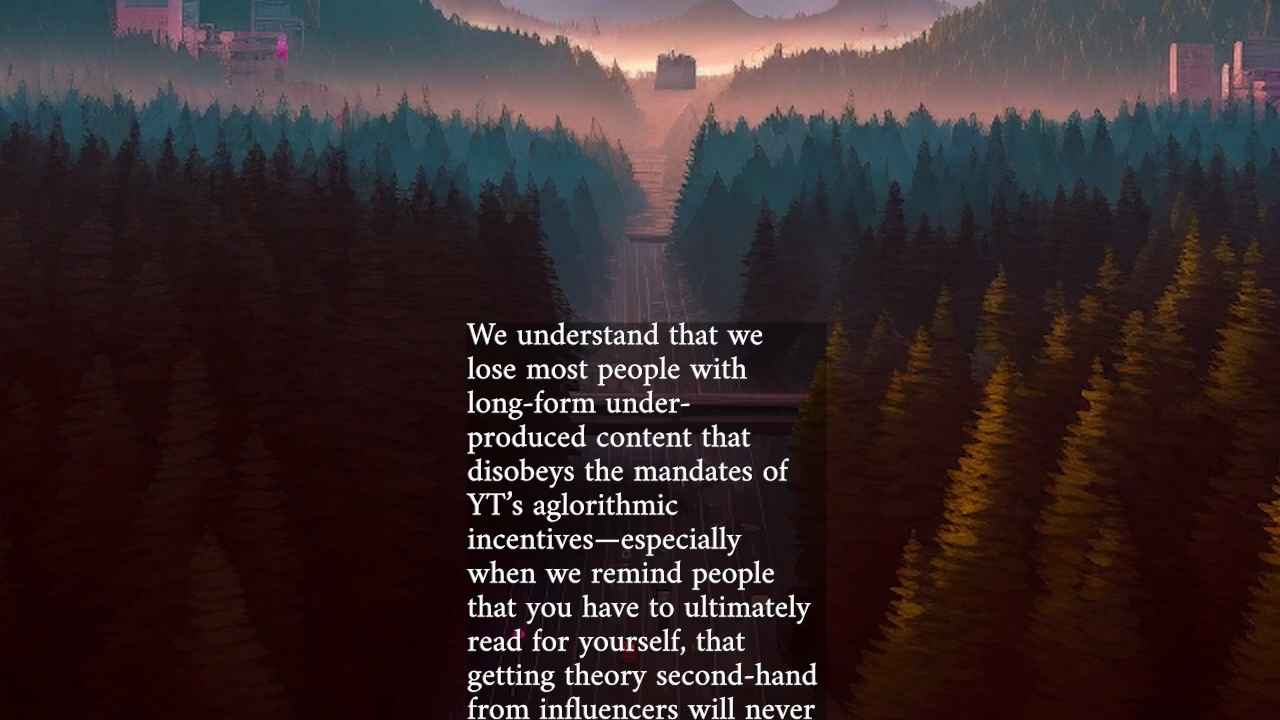 We understand that we
lose most people with
long-form under-
produced content that
disobeys the mandates of
YT’s aglorithmic
incentives—especially
when we remind people
that you have to ultimately
read for yourself, that
getting theory second-hand
from influencers will never